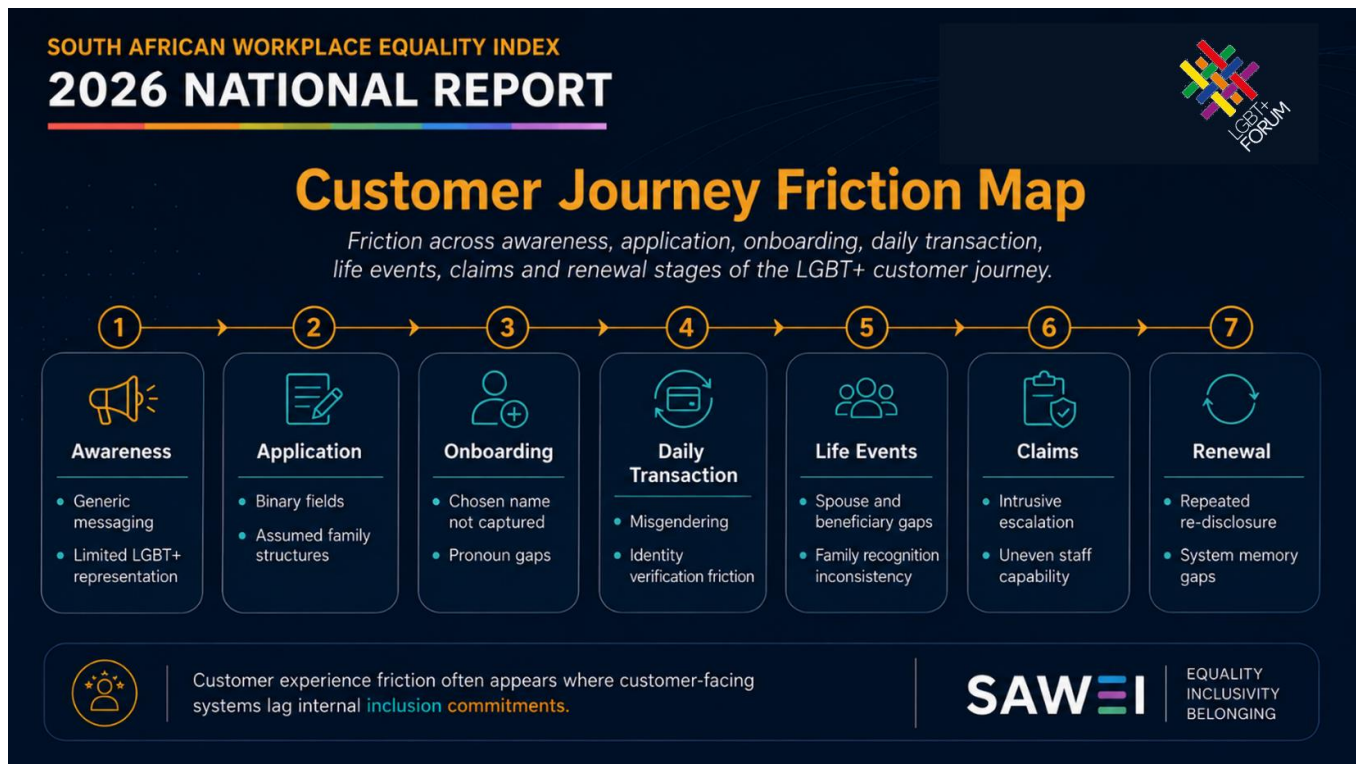 SOUTH AFRICAN WORKPLACE EQUALITY INDEX
2026 NATIONAL REPORT
LGBT+
FORUM
Customer Journey Friction Map
Friction across awareness, application, onboarding, daily transaction,
life events, claims and renewal stages of the LGBT+ customer journey.
1
2
3
4
5
6
7
Awareness
Generic
messaging
Limited LGBT+
representation
Application
Binary fields
Assumed family
structures
Onboarding
Chosen name
not captured
Pronoun gaps
Daily
Transaction
Misgendering
Identity
verification friction
Life Events
Spouse and
beneficiary gaps
Family recognition
inconsistency
Claims
Intrusive
escalation
Uneven staff
capability
Renewal
Repeated
re-disclosure
System memory
gaps
Customer experience friction often appears where customer-facing
systems lag internal inclusion commitments.
SAWEI
EQUALITY
INCLUSIVITY
BELONGING